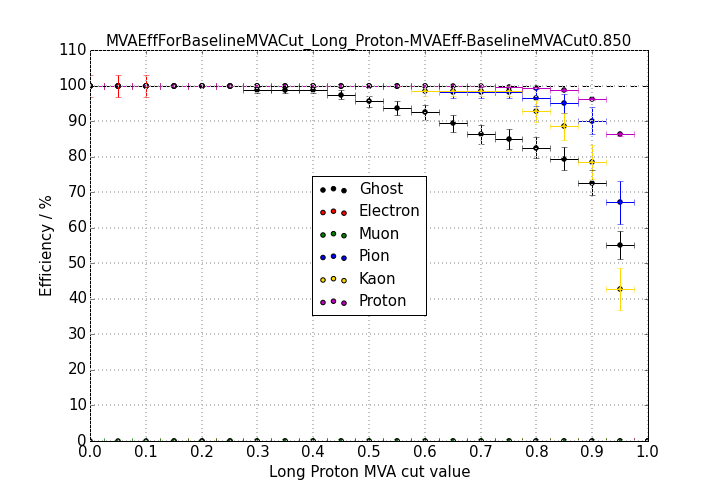 MVAEffForBaselineMVACut_Long_Proton-MVAEff-BaselineMVACut0.850
110
100
90
80
70
60
50
40
30
20
10
0
Efficiency / %
Ghost
Electron
Muon
Pion
Kaon
Proton
0.0 0.1 0.2 0.3 0.4 0.5 0.6 0.7 0.8 0.9 1.0
Long Proton MVA cut value